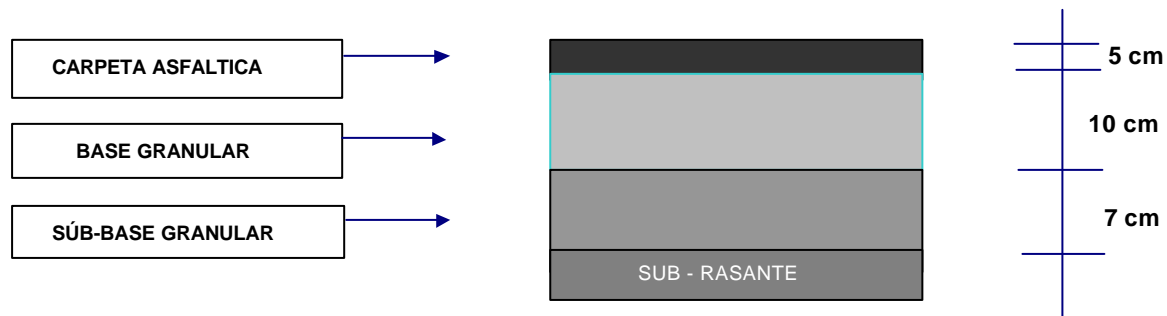 CARPETA ASFALTICA
5 cm
BASE GRANULAR
10 cm
SÚB-BASE GRANULAR
7 cm
SUB - RASANTE